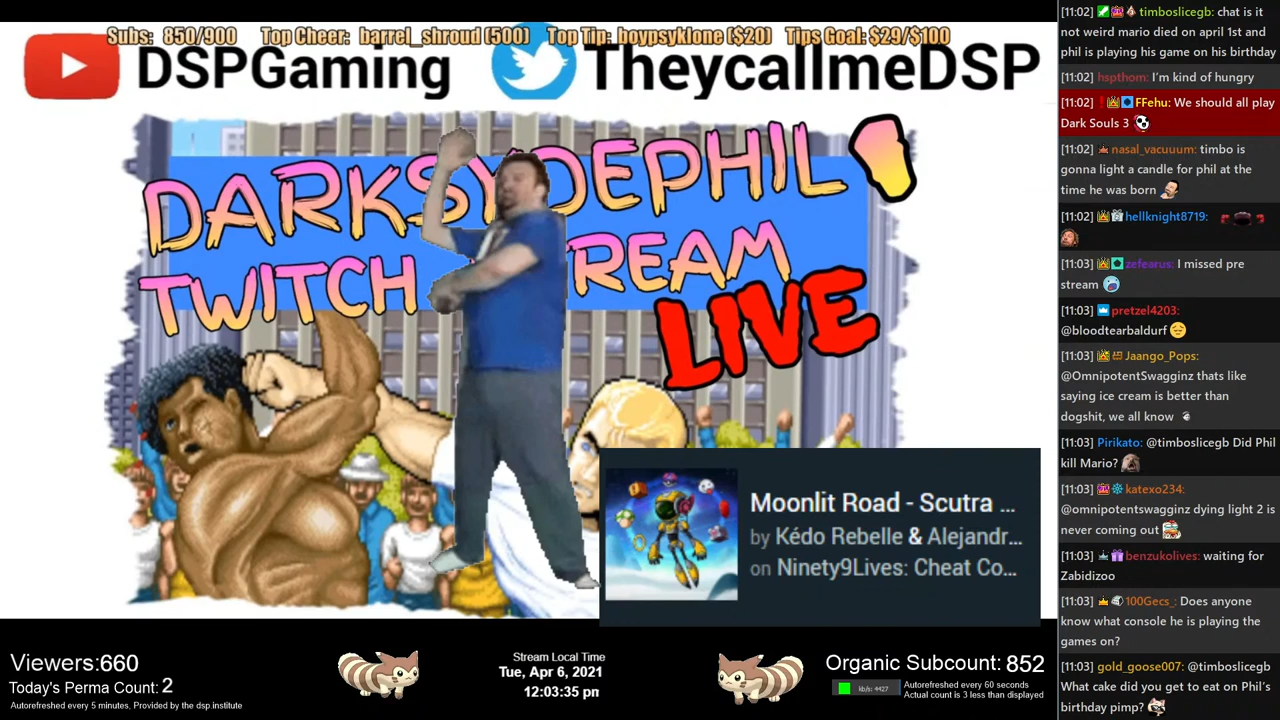 Subs: 850/900 Top Cheer: barrel_shroud (500) Top Tip: boypsyklone ($20) Tips Goal: $29/$100
DSPGaming TheycallmeDSP
DARKSYDEPHIL
TWITCH STREAM
LIVE
Moonlit Road - Scutra ...
by Kédo Rebelle & Alejandr...
on Ninety9Lives: Cheat Co...
Viewers:660
Today's Perma Count: 2
Autorefreshed every 5 minutes, Provided by the dsp institute
Stream Local Time
Tue, Apr 6, 2021
12:03:35 pm
Organic Subcount: 852
kb/s: 4427
Autorefreshed every 60 seconds
Actual count is 3 less than displayed
[11:02] timboslicegb: chat is it
not weird mario died on april 1st and
phil is playing his game on his birthday
[11:02] hspthom: I'm kind of hungry
[11:02] FFehu: We should all play
Dark Souls 3
[11:02] nasal_vacuuum: timbo is
gonna light a candle for phil at the
time he was born
[11:02] hellknight8719:
[11:03] zefearus: I missed pre
stream
[11:03] pretzel4203:
@bloodtearbaldurf
[11:03] Jaango_Pops:
@OmnipotentSwagginz thats like
saying ice cream is better than
dogshit, we all know
[11:03] Pirikato: @timboslicegb Did Phil
kill Mario?
[11:03] katexo234:
@omnipotentswagginz dying light 2 is
never coming out
[11:03] benzukolives: waiting for
Zabidizoo
[11:03] 100Gecs_: Does anyone
know what console he is playing the
games on?
[11:03] gold_goose007: @timboslicegb
What cake did you get to eat on Phil's
birthday pimp?